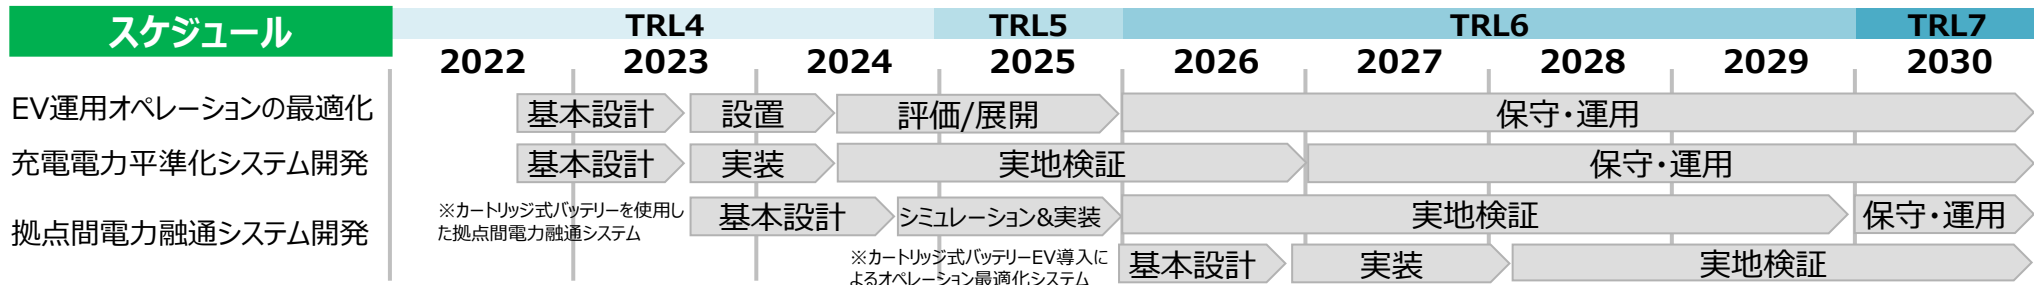 スケジュール
TRL4 TRL5 TRL6 TRL7
2022 2023 2024 2025 2026 2027 2028 2029 2030
EV運用オペレーションの最適化 基本設計 設置 評価/展開 保守・運用
充電電力平準化システム開発 基本設計 実装 実地検証 保守・運用
拠点間電力融通システム開発
※カートリッジ式バッテリーを使用し
た拠点間電力融通システム
基本設計 シミュレーション&実装 実地検証 保守・運用
※カートリッジ式バッテリーEV導入に
よるオペレーション最適化システム
基本設計 実装 実地検証